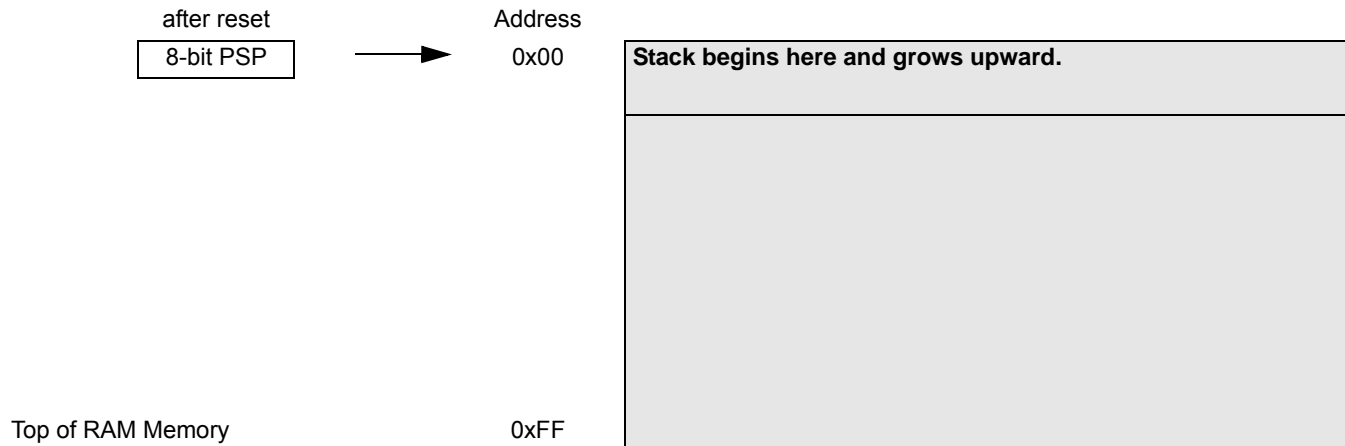 after reset Address
8-bit PSP 0x00 Stack begins here and grows upward.
Top of RAM Memory 0xFF